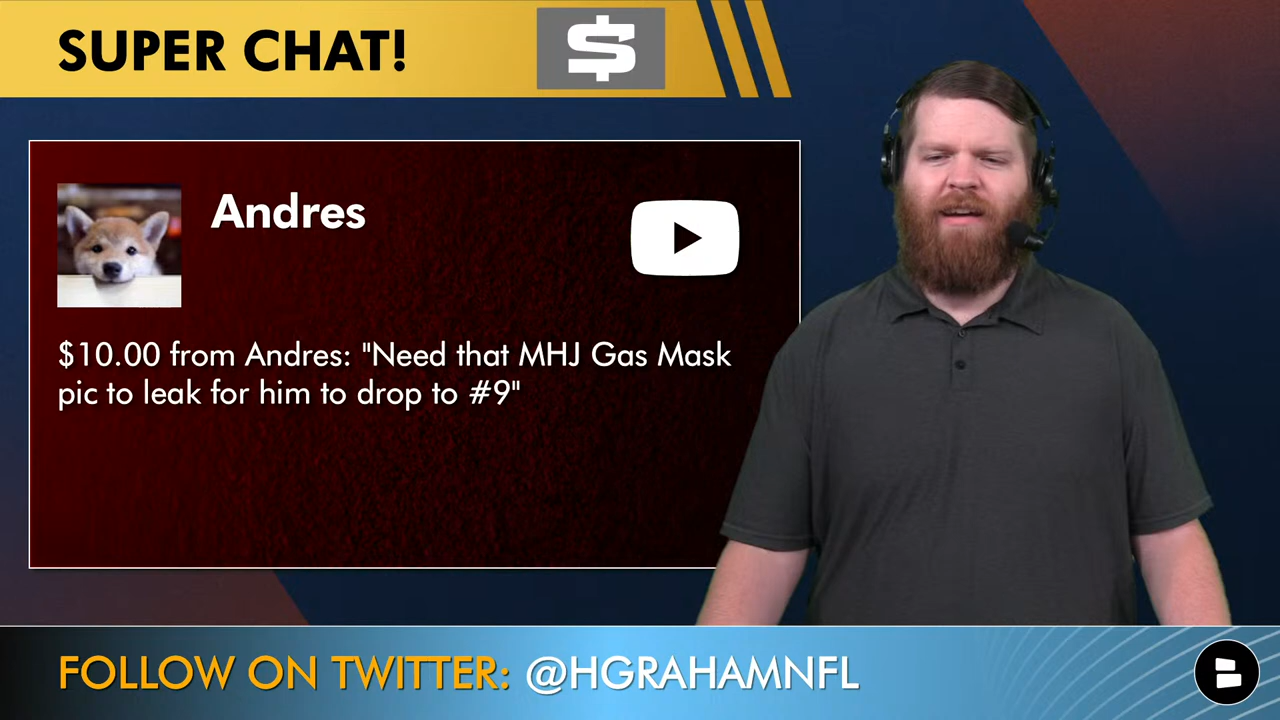 SUPER CHAT!
$
Andres
$10.00 from Andres: "Need that MHJ Gas Mask
pic to leak for him to drop to #9"
FOLLOW ON TWITTER: @HGRAHAMNFL